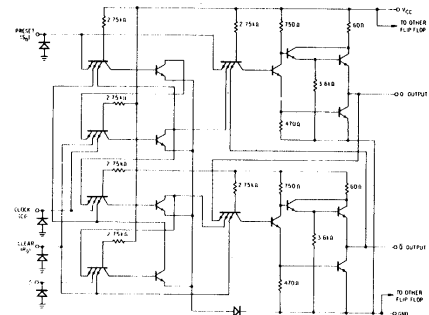 PRESET
2.75kΩ
2.75kΩ
750Ω
60Ω
VCC
TO OTHER
FLIP FLOP
3.6kΩ
Q OUTPUT
2.75kΩ
470Ω
2.75kΩ
2.75kΩ
750Ω
60Ω
CLOCK
2.75kΩ
3.6kΩ
Q̄ OUTPUT
CLEAR
470Ω
TO OTHER
FLIP FLOP
GND